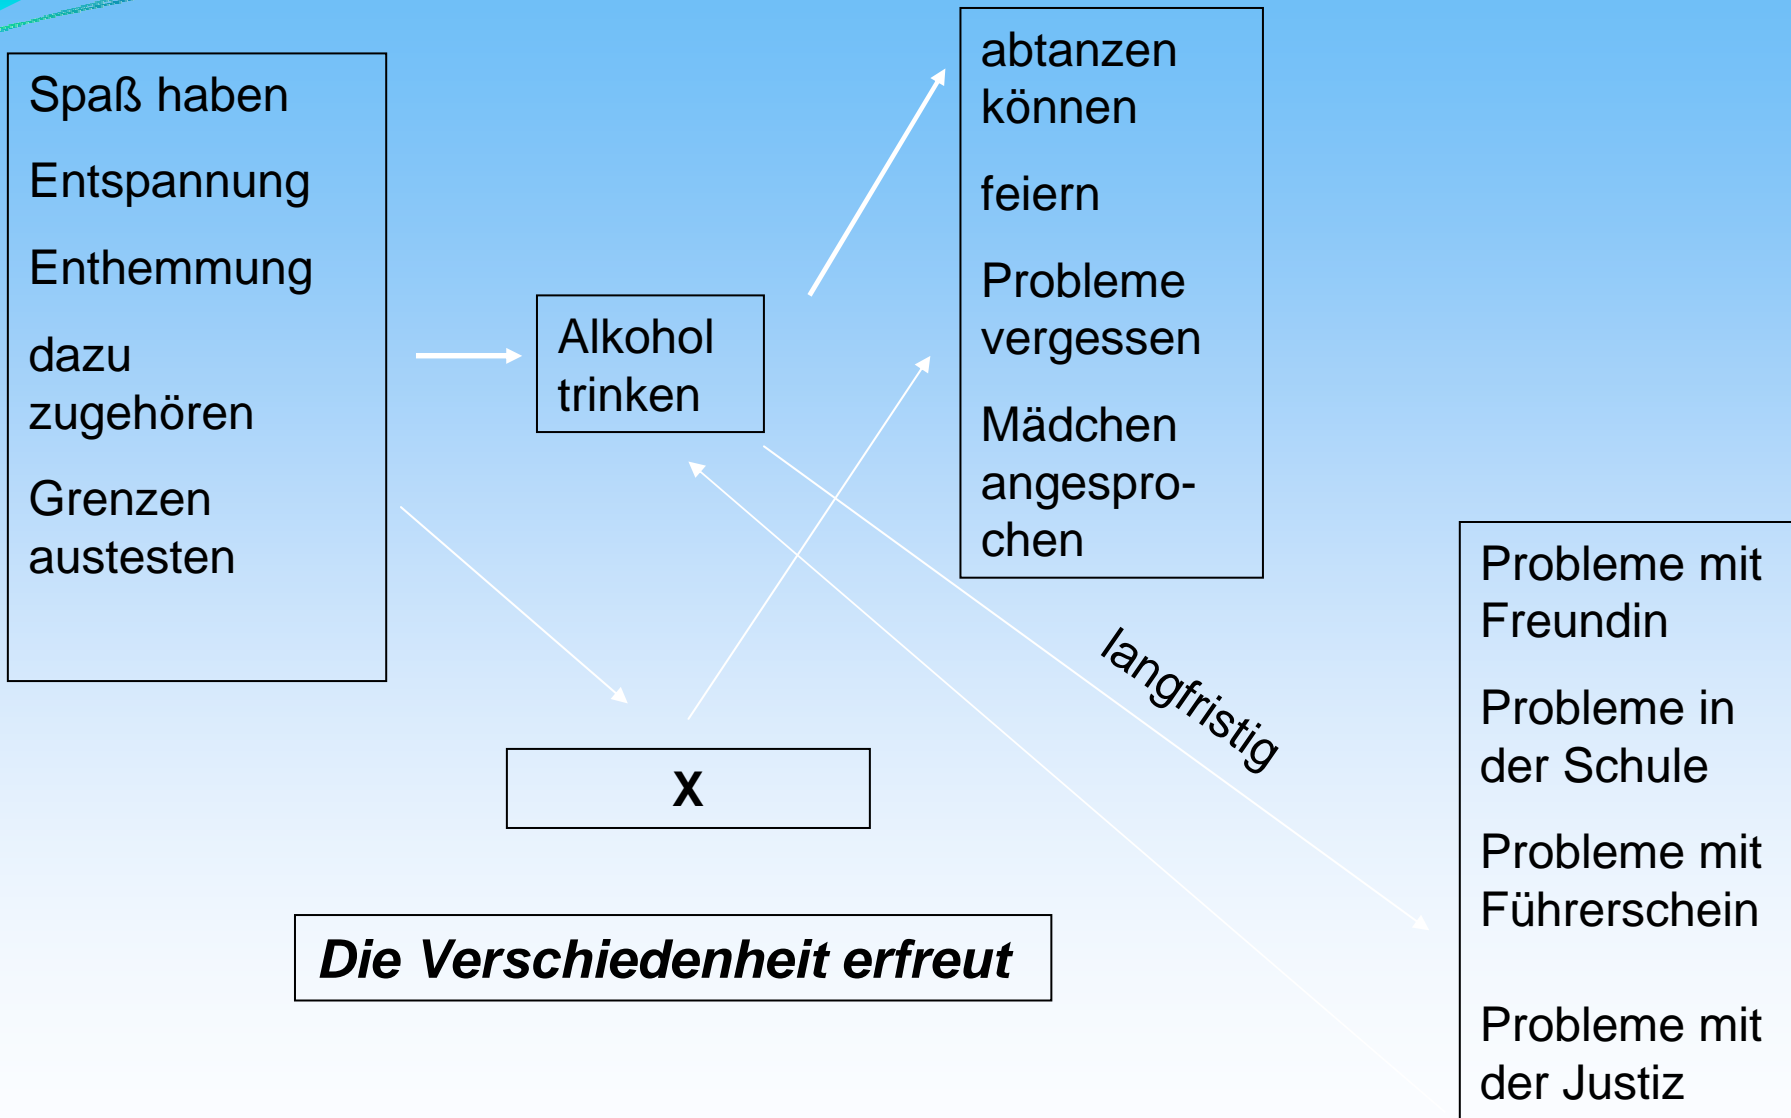 Spaß haben
Entspannung
Enthemmung
dazu
zugehören
Grenzen
austesten
Alkohol
trinken
abtanzen
können
feiern
Probleme
vergessen
Mädchen
angespro-
chen
langfristig
Probleme mit
Freundin
Probleme in
der Schule
Probleme mit
Führerschein
Probleme mit
der Justiz
X
Die Verschiedenheit erfreut